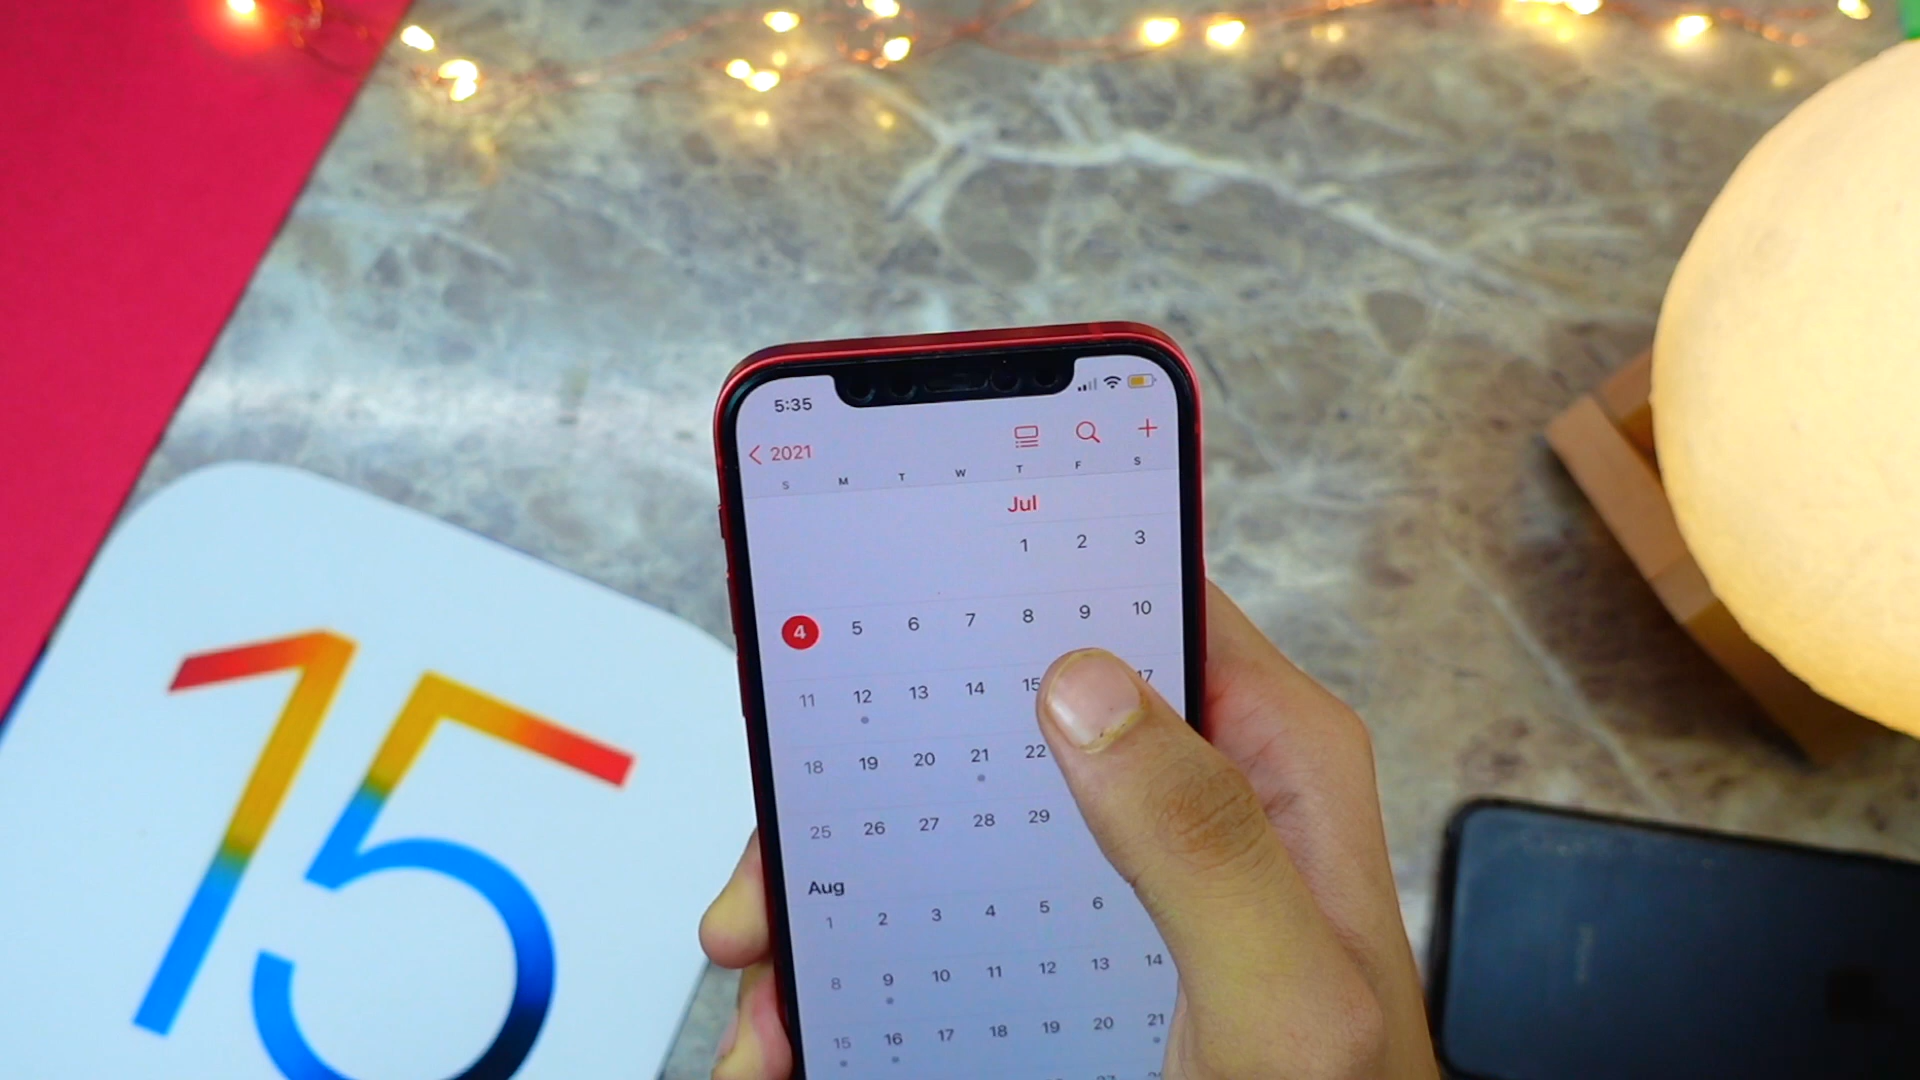 5:35
2021
S M T W T F S
Jul
1 2 3
4 5 6 7 8 9 10
11 12 13 14 15 17
18 19 20 21 22
25 26 27 28 29
Aug
1 2 3 4 5 6
8 9 10 11 12 13 14
15 16 17 18 19 20 21
15